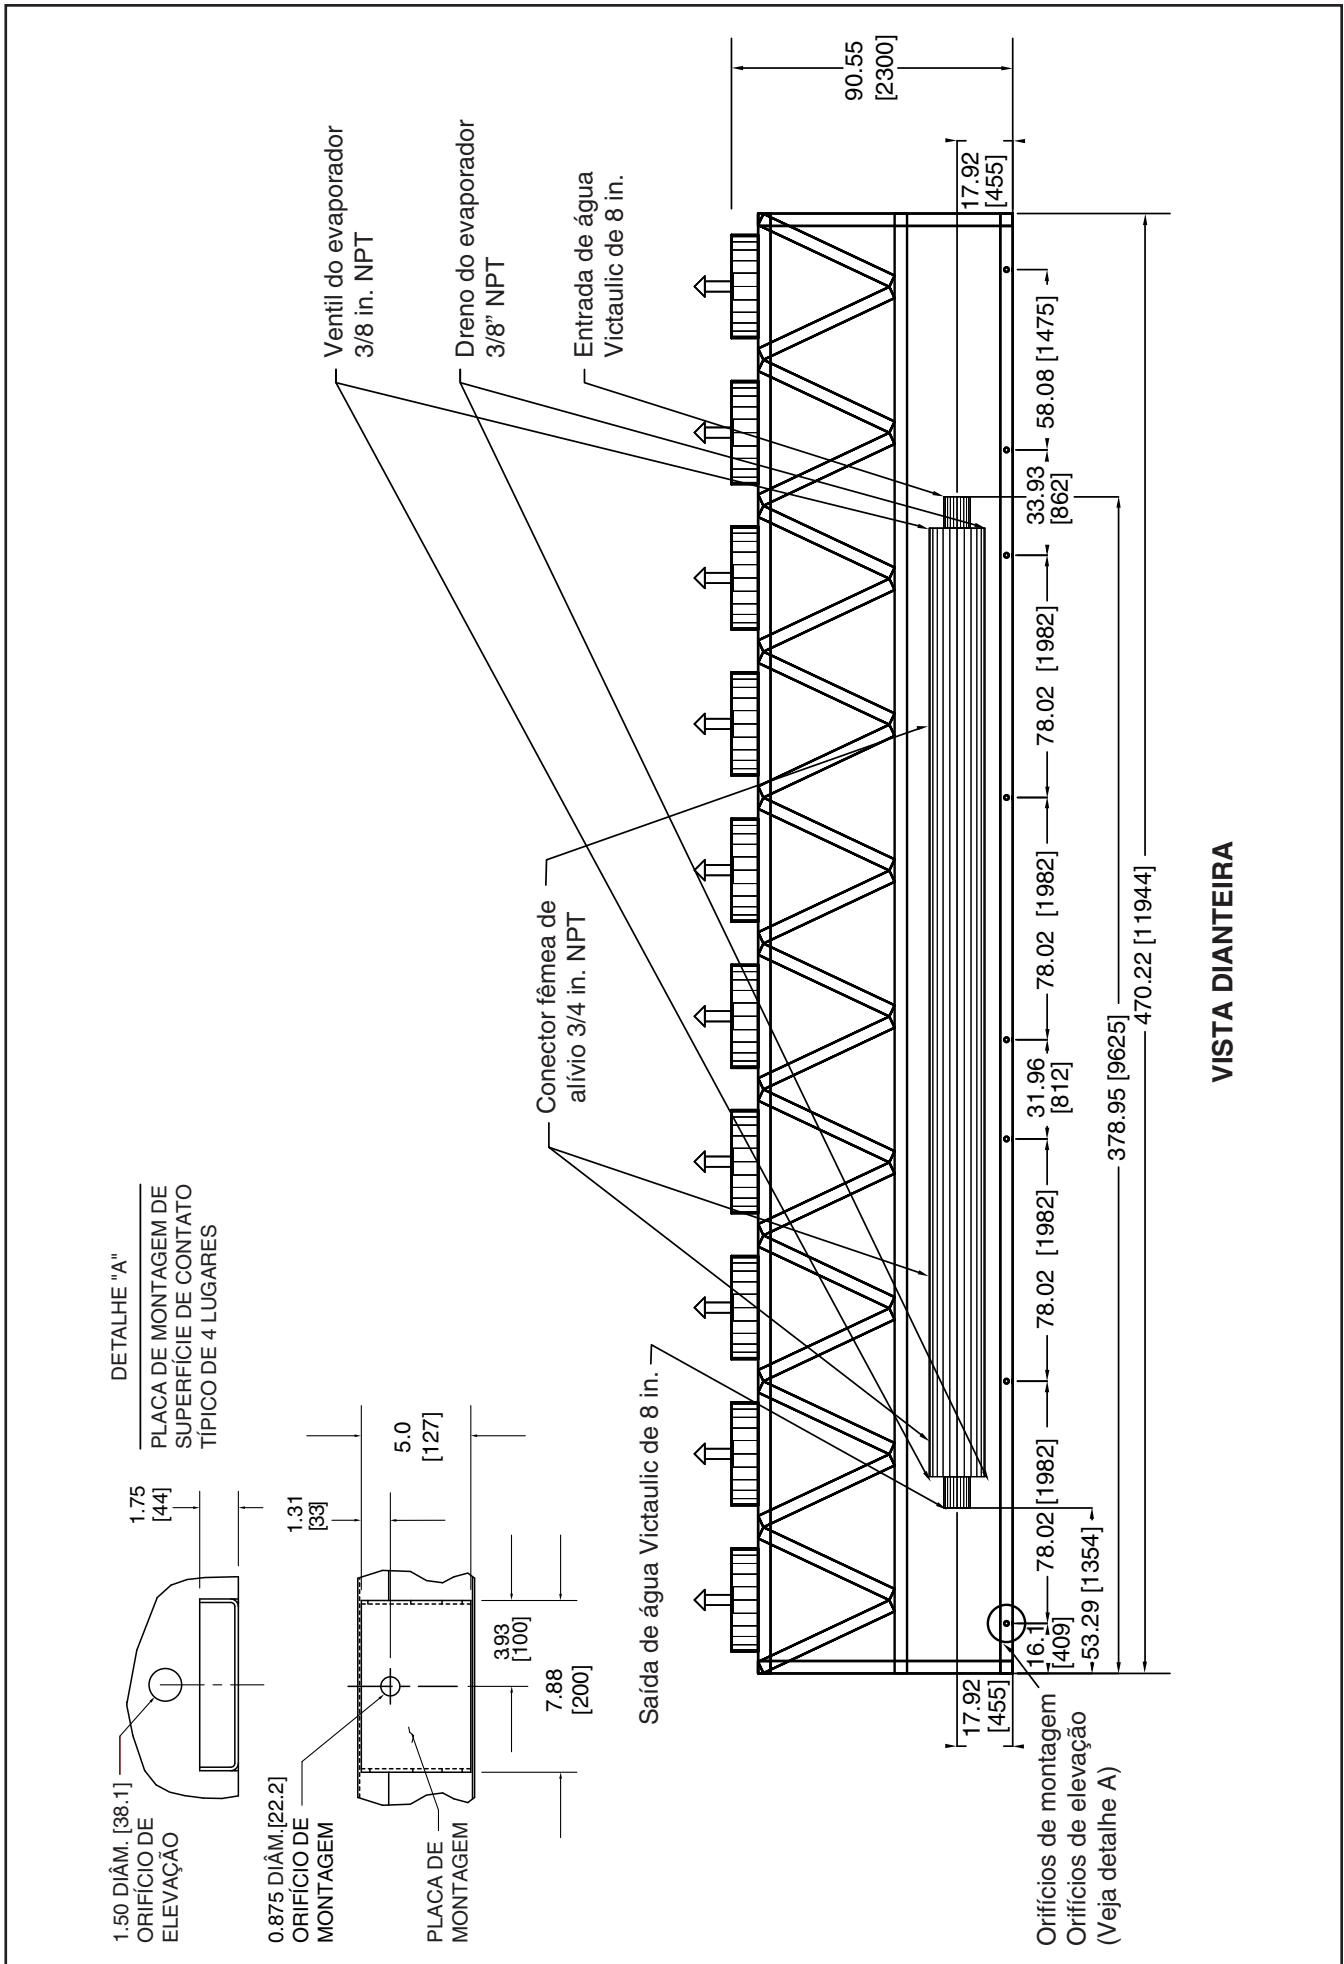 DETALHE "A"
PLACA DE MONTAGEM DE
SUPERFÍCIE DE CONTATO
TÍPICO DE 4 LUGARES
1.50 DIÂM. [38.1]
ORIFÍCIO DE
ELEVAÇÃO
1.75
[44]
0.875 DIÂM.[22.2]
ORIFÍCIO DE
MONTAGEM
1.31
[33]
PLACA DE
MONTAGEM
5.0
[127]
3.93
[100]
7.88
[200]
Saída de água Victaulic de 8 in.
Conector fêmea de
alívio 3/4 in. NPT
Ventil do evaporador
3/8 in. NPT
Dreno do evaporador
3/8” NPT
Entrada de água
Victaulic de 8 in.
90.55
[2300]
17.92
[455]
17.92
[455]
Orifícios de montagem
Orifícios de elevação
(Veja detalhe A)
16.1
[409]
78.02 [1982]
78.02 [1982]
31.96
[812]
78.02 [1982]
78.02 [1982]
33.93
[862]
58.08 [1475]
53.29 [1354]
378.95 [9625]
470.22 [11944]
VISTA DIANTEIRA